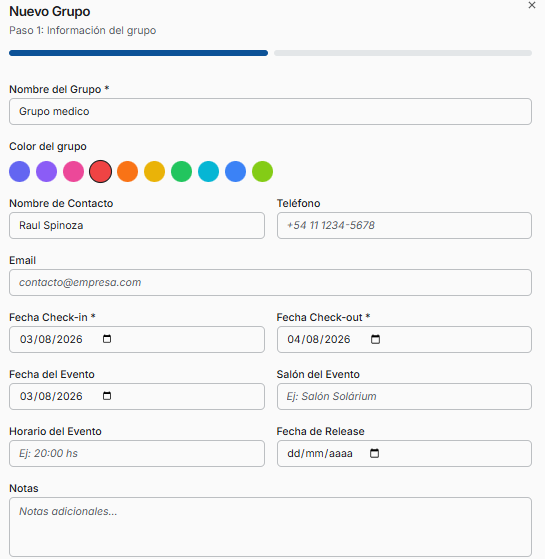 Nuevo Grupo
Paso 1: Información del grupo
Nombre del Grupo *
Grupo medico
Color del grupo
Nombre de Contacto
Teléfono
Raul Spinoza
+54 11 1234-5678
Email
contacto@empresa.com
Fecha Check-in *
Fecha Check-out *
03/08/2026
04/08/2026
Fecha del Evento
Salón del Evento
03/08/2026
Ej: Salón Solárium
Horario del Evento
Fecha de Release
Ej: 20:00 hs
dd/mm/aaaa
Notas
Notas adicionales...